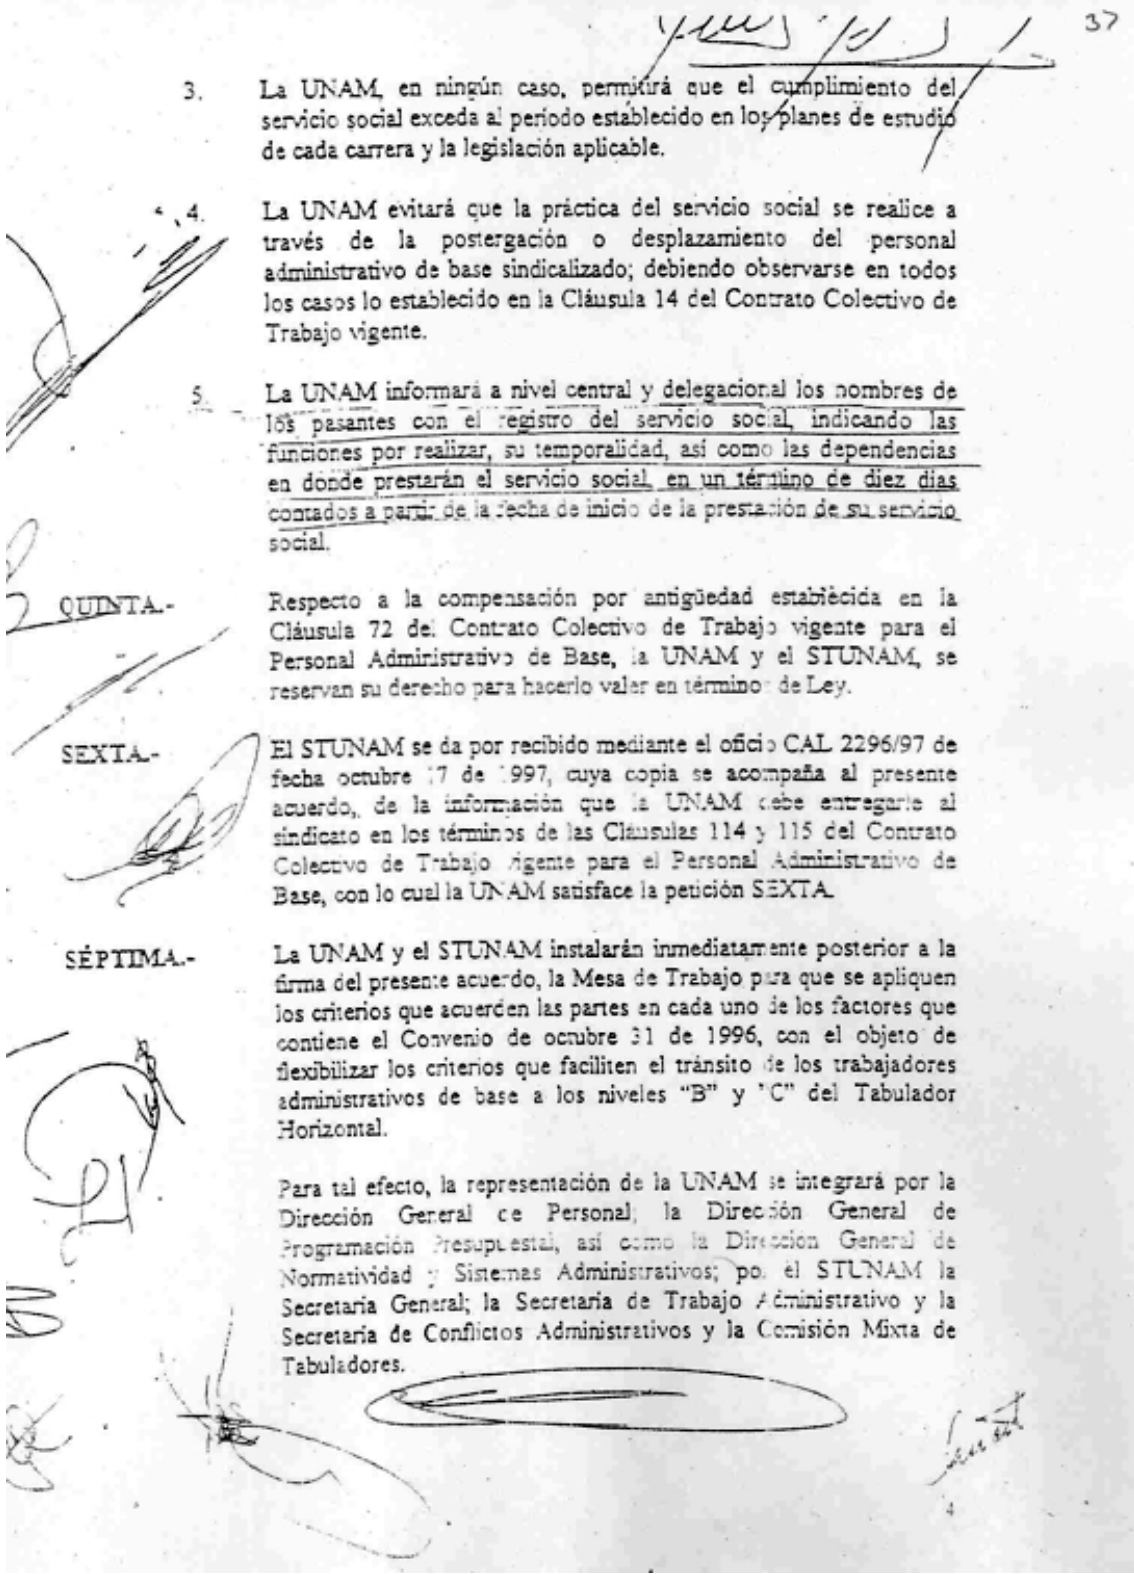 37
3. La UNAM, en ningún caso, permitirá que el cumplimiento del
servicio social exceda al período establecido en los planes de estudio
de cada carrera y la legislación aplicable.
4. La UNAM evitará que la práctica del servicio social se realice a
través de la postergación o desplazamiento del personal
administrativo de base sindicalizado; debiendo observarse en todos
los casos lo establecido en la Cláusula 14 del Contrato Colectivo de
Trabajo vigente.
5. La UNAM informará a nivel central y delegacional los nombres de
los pasantes con el registro del servicio social, indicando las
funciones por realizar, su temporalidad, así como las dependencias
en donde prestarán el servicio social, en un término de diez días
contados a partir de la fecha de inicio de la prestación de su servicio
social.
QUINTA.- Respecto a la compensación por antigüedad establecida en la
Cláusula 72 del Contrato Colectivo de Trabajo vigente para el
Personal Administrativo de Base, la UNAM y el STUNAM, se
reservan su derecho para hacerlo valer en términos de Ley.
SEXTA.- El STUNAM se da por recibido mediante el oficio CAL 2296/97 de
fecha octubre 17 de 1997, cuya copia se acompaña al presente
acuerdo, de la información que la UNAM debe entregarle al
sindicato en los términos de las Cláusulas 114 y 115 del Contrato
Colectivo de Trabajo vigente para el Personal Administrativo de
Base, con lo cual la UNAM satisface la petición SEXTA.
SÉPTIMA.- La UNAM y el STUNAM instalarán inmediatamente posterior a la
firma del presente acuerdo, la Mesa de Trabajo para que se apliquen
los criterios que acuerden las partes en cada uno de los factores que
contiene el Convenio de octubre 31 de 1996, con el objeto de
flexibilizar los criterios que faciliten el tránsito de los trabajadores
administrativos de base a los niveles "B" y "C" del Tabulador
Horizontal.
Para tal efecto, la representación de la UNAM se integrará por la
Dirección General de Personal; la Dirección General de
Programación Presupuestal, así como la Dirección General de
Normatividad y Sistemas Administrativos; por el STUNAM la
Secretaría General; la Secretaría de Trabajo Administrativo y la
Secretaría de Conflictos Administrativos y la Comisión Mixta de
Tabuladores.
4